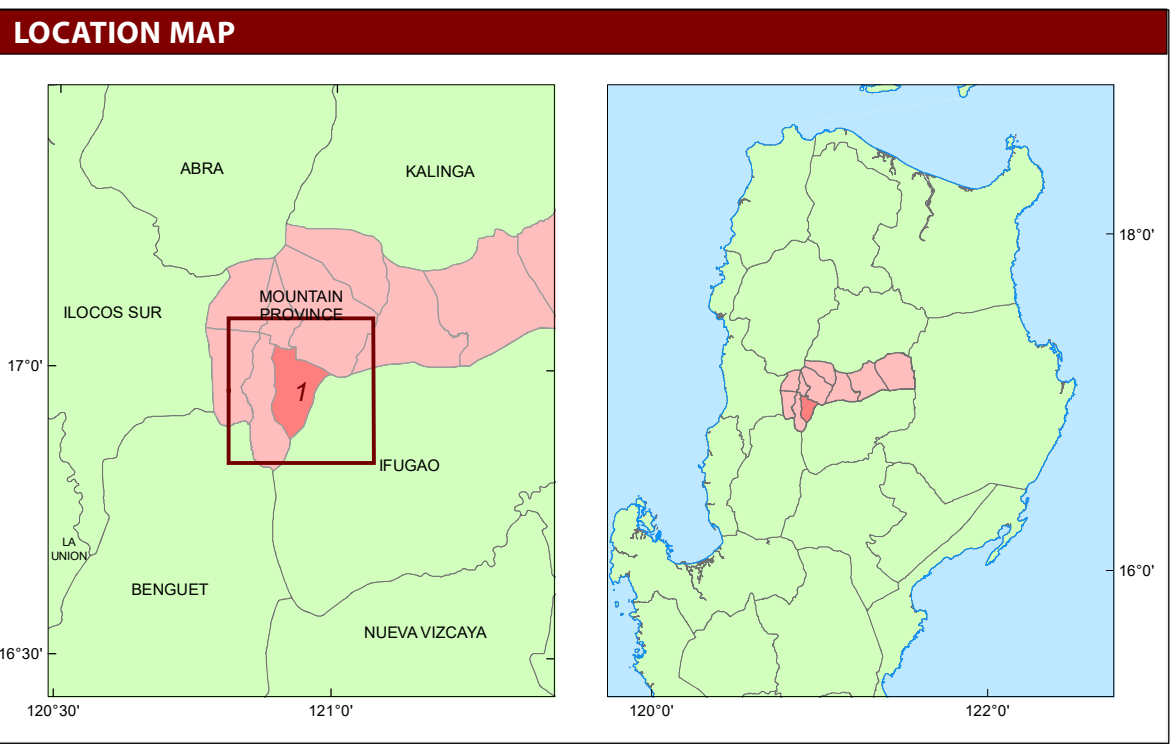 LOCATION MAP
ABRA
KALINGA
MOUNTAIN
PROVINCE
ILOCOS SUR
17°0'
1
IFUGAO
LA
UNION
BENGUET
NUEVA VIZCAYA
16°30'
120°30'
121°0'
18°0'
16°0'
120°0'
122°0'